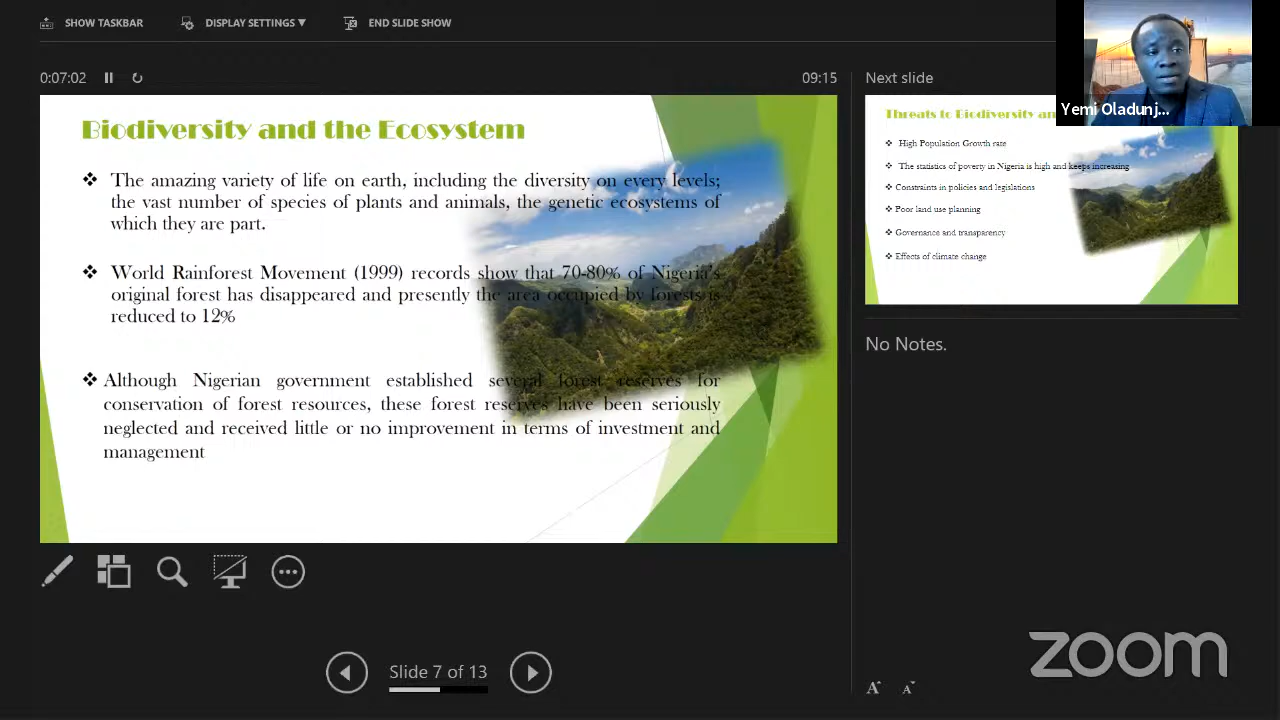 SHOW TASKBAR
DISPLAY SETTINGS ▼
END SLIDE SHOW
0:07:02
09:15
Next slide
Yemi Oladunj...
Biodiversity and the Ecosystem
❖ The amazing variety of life on earth, including the diversity on every levels;
the vast number of species of plants and animals, the genetic ecosystems of
which they are part.
❖ World Rainforest Movement (1999) records show that 70-80% of Nigeria's
original forest has disappeared and presently the area occupied by forests is
reduced to 12%
❖ Although Nigerian government established several forest reserves for
conservation of forest resources, these forest reserves have been seriously
neglected and received little or no improvement in terms of investment and
management
Threats to Biodiversity an
❖ High Population Growth rate
❖ The statistics of poverty in Nigeria is high and keeps increasing
❖ Constraints in policies and legislations
❖ Poor land use planning
❖ Governance and transparency
❖ Effects of climate change
No Notes.
Slide 7 of 13
A A
zoom